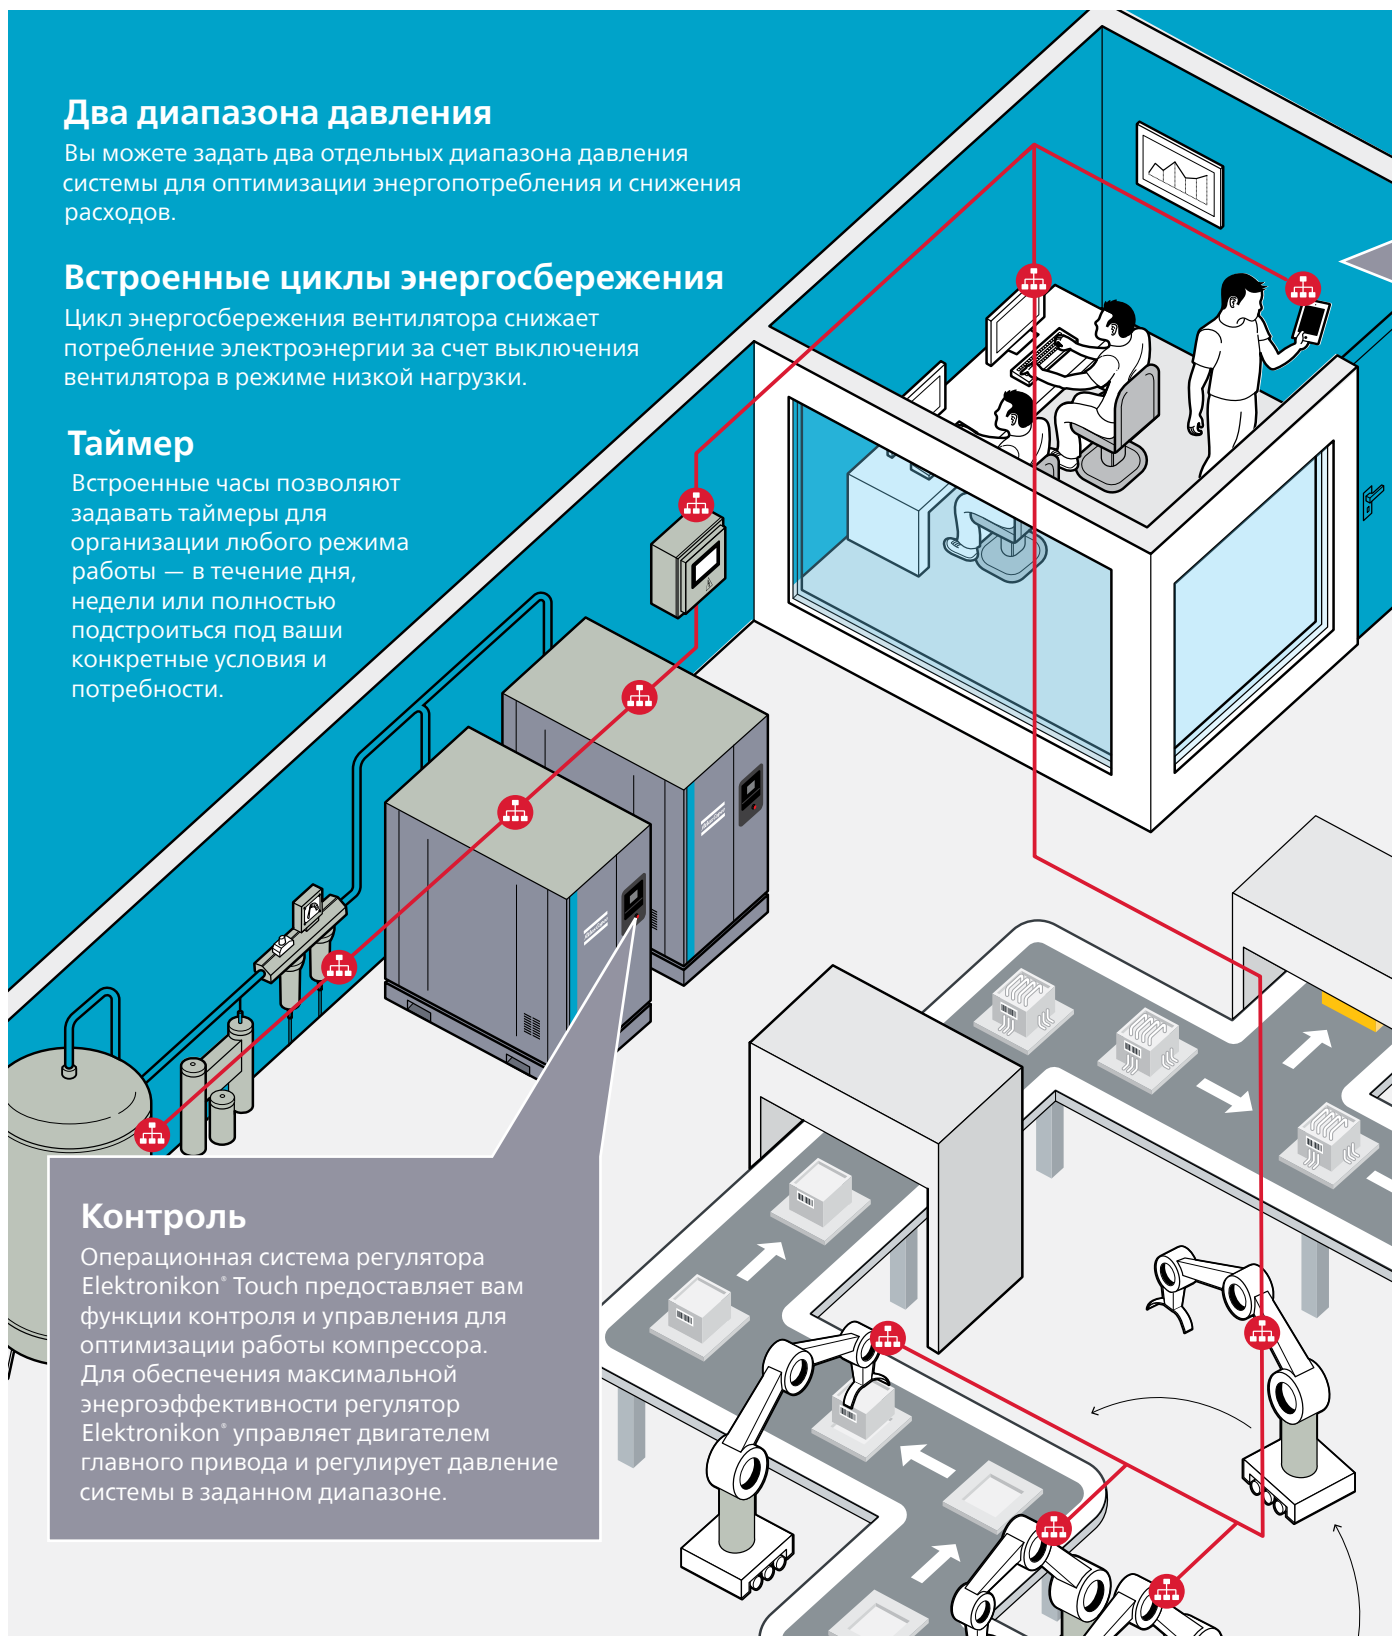 Два диапазона давления
Вы можете задать два отдельных диапазона давления
системы для оптимизации энергопотребления и снижения
расходов.
Встроенные циклы энергосбережения
Цикл энергосбережения вентилятора снижает
потребление электроэнергии за счет выключения
вентилятора в режиме низкой нагрузки.
Таймер
Встроенные часы позволяют
задавать таймеры для
организации любого режима
работы — в течение дня,
недели или полностью
подстроиться под ваши
конкретные условия и
потребности.
Контроль
Операционная система регулятора
Elektronikon® Touch предоставляет вам
функции контроля и управления для
оптимизации работы компрессора.
Для обеспечения максимальной
энергоэффективности регулятор
Elektronikon® управляет двигателем
главного привода и регулирует давление
системы в заданном диапазоне.